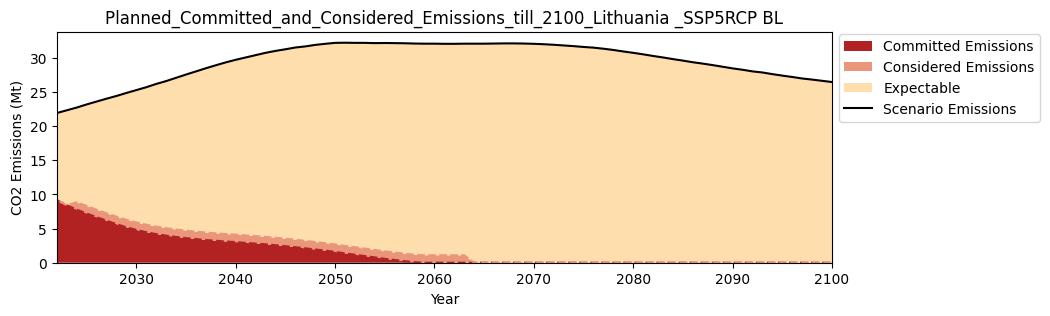 Planned_Committed_and_Considered_Emissions_till_2100_Lithuania _SSP5RCP BL
CO2 Emissions (Mt)
30
25
20
15
10
5
0
2030
2040
2050
2060
2070
2080
2090
2100
Year
Committed Emissions
Considered Emissions
Expectable
Scenario Emissions